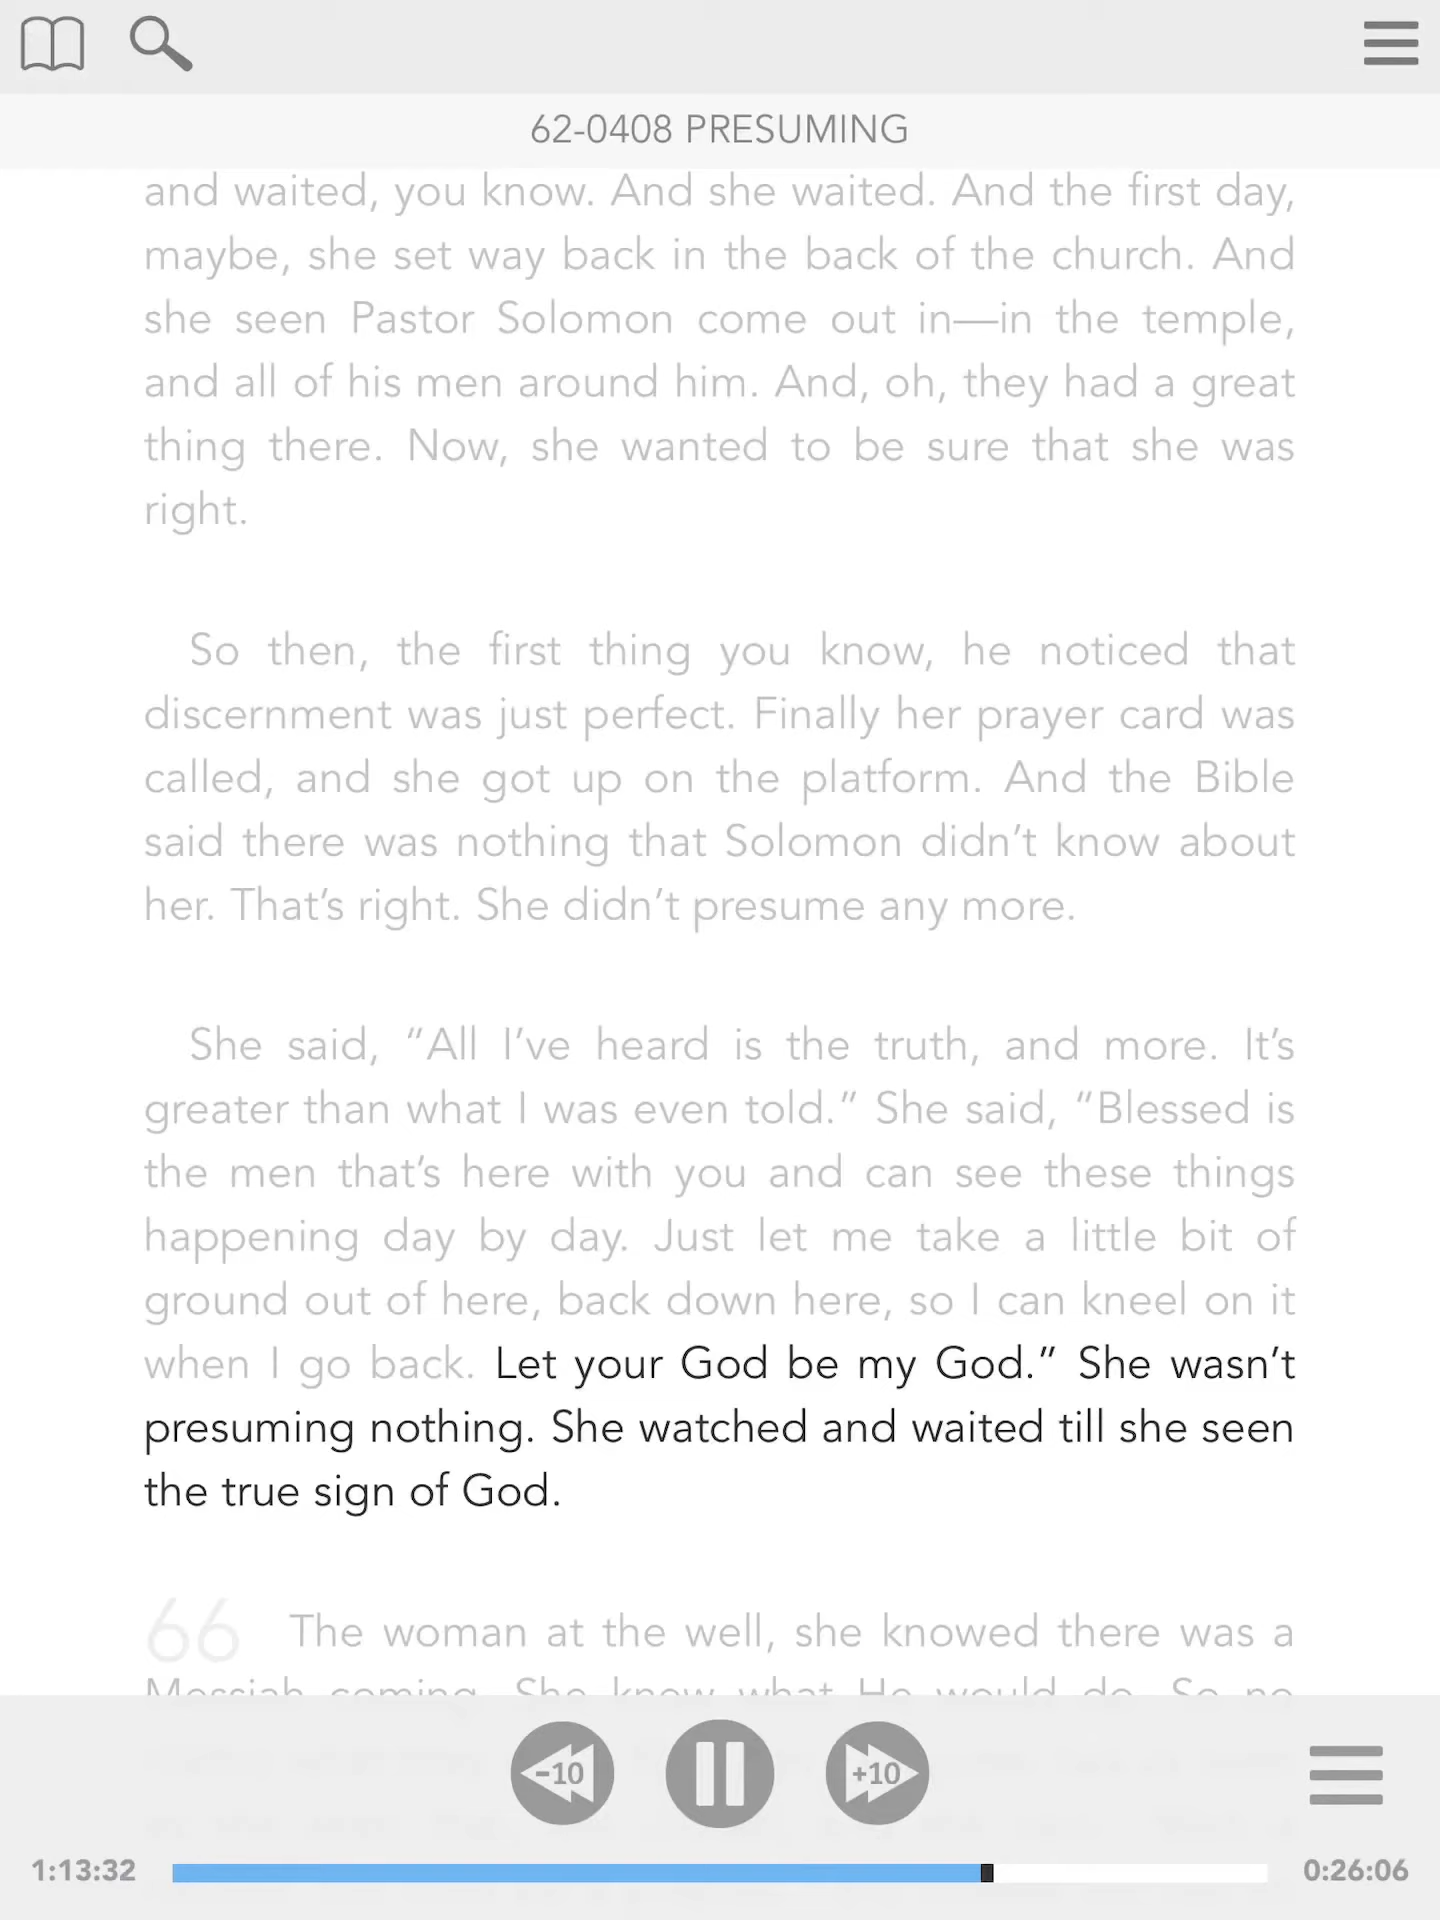 62-0408 PRESUMING
and waited, you know. And she waited. And the first day,
maybe, she set way back in the back of the church. And
she seen Pastor Solomon come out in—in the temple,
and all of his men around him. And, oh, they had a great
thing there. Now, she wanted to be sure that she was
right.
So then, the first thing you know, he noticed that
discernment was just perfect. Finally her prayer card was
called, and she got up on the platform. And the Bible
said there was nothing that Solomon didn’t know about
her. That’s right. She didn’t presume any more.
She said, “All I’ve heard is the truth, and more. It’s
greater than what I was even told.” She said, “Blessed is
the men that’s here with you and can see these things
happening day by day. Just let me take a little bit of
ground out of here, back down here, so I can kneel on it
when I go back. Let your God be my God.” She wasn’t
presuming nothing. She watched and waited till she seen
the true sign of God.
66 The woman at the well, she knowed there was a
Messiah coming. She knew what He would do. So no
-10 +10
1:13:32 0:26:06